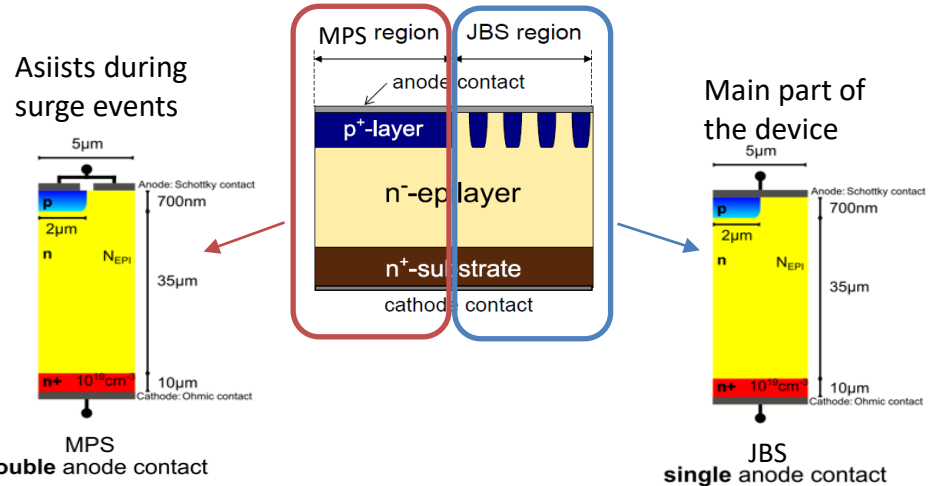 MPS region
JBS region
anode contact
p⁺-layer
n⁻-epilayer
n⁺-substrate
cathode contact
Asiists during
surge events
5µm
Anode: Schottky contact
p
700nm
2µm
n
N_EPI
35µm
n+ 10¹⁹cm⁻³
10µm
Cathode: Ohmic contact
MPS
ouble anode contact
Main part of
the device
5µm
Anode: Schottky contact
p
700nm
2µm
n
N_EPI
35µm
n+ 10¹⁹cm⁻³
10µm
Cathode: Ohmic contact
JBS
single anode contact